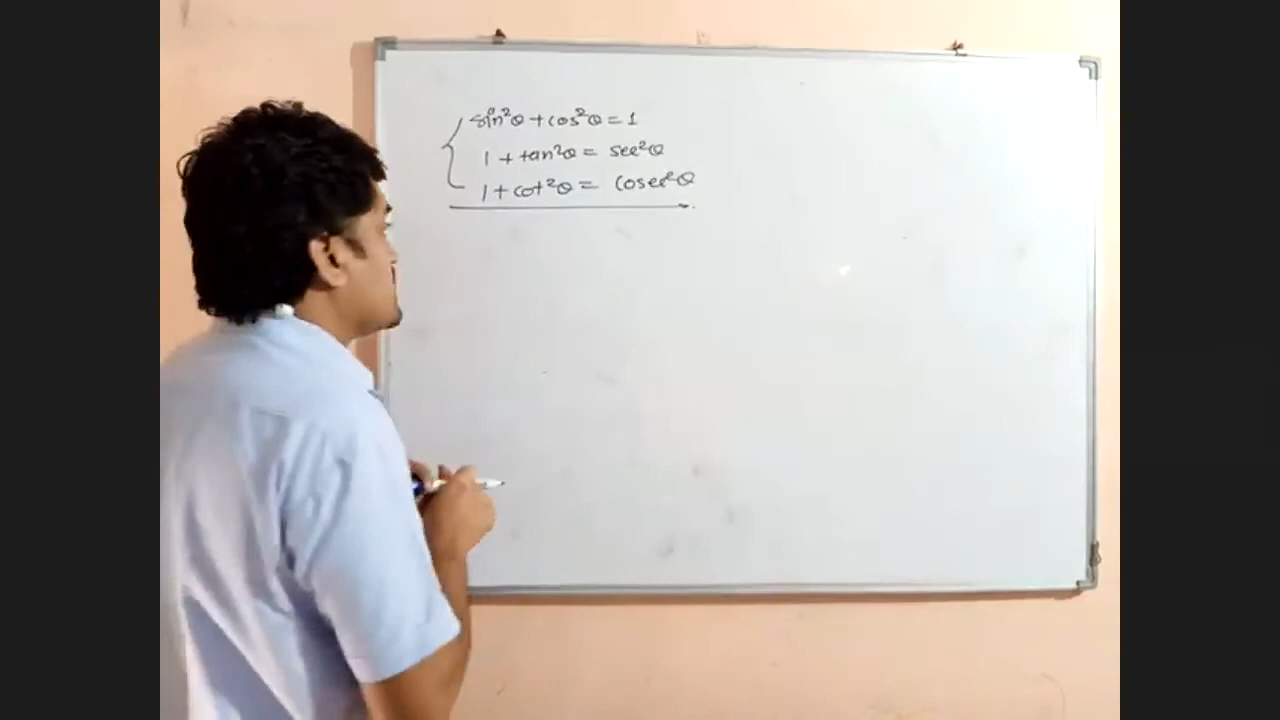 sin²θ + cos²θ = 1
1 + tan²θ = sec²θ
1 + cot²θ = cosec²θ